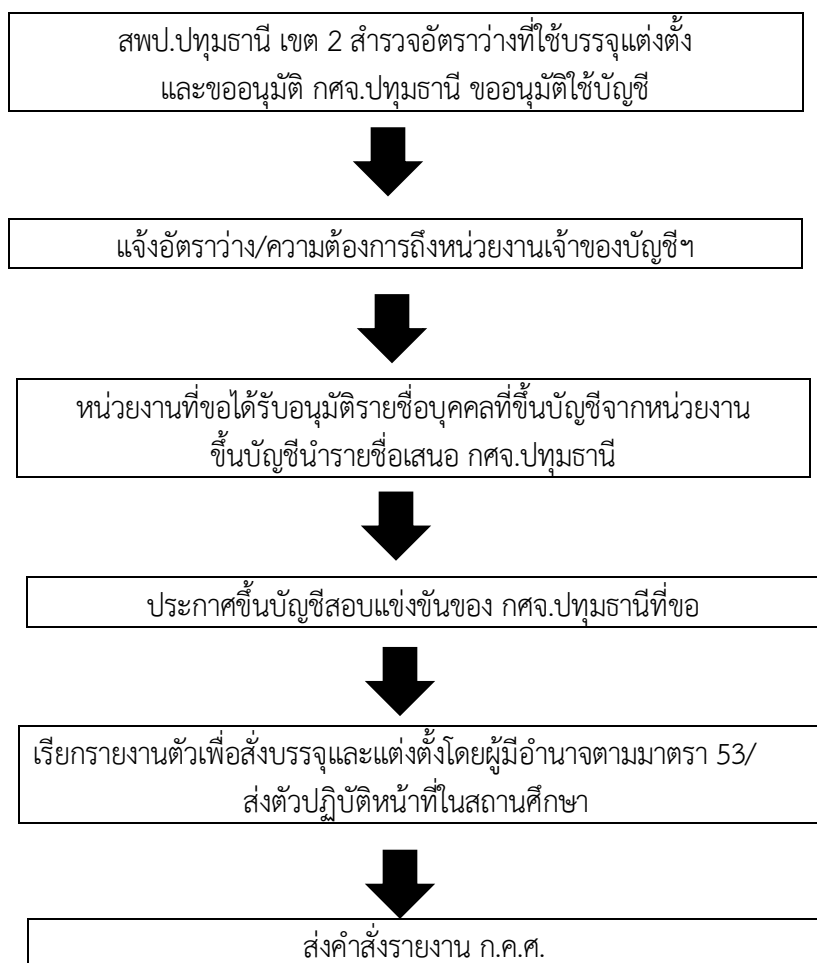 สพป.ปทุมธานี เขต 2 สำรวจอัตราว่างที่ใช้บรรจุแต่งตั้ง
และขออนุมัติ กศจ.ปทุมธานี ขออนุมัติใช้บัญชี
แจ้งอัตราว่าง/ความต้องการถึงหน่วยงานเจ้าของบัญชีฯ
หน่วยงานที่ขอได้รับอนุมัติรายชื่อบุคคลที่ขึ้นบัญชีจากหน่วยงาน
ขึ้นบัญชีนำรายชื่อเสนอ กศจ.ปทุมธานี
ประกาศขึ้นบัญชีสอบแข่งขันของ กศจ.ปทุมธานีที่ขอ
เรียกรายงานตัวเพื่อสั่งบรรจุและแต่งตั้งโดยผู้มีอำนาจตามมาตรา 53/
ส่งตัวปฏิบัติหน้าที่ในสถานศึกษา
ส่งคำสั่งรายงาน ก.ค.ศ.